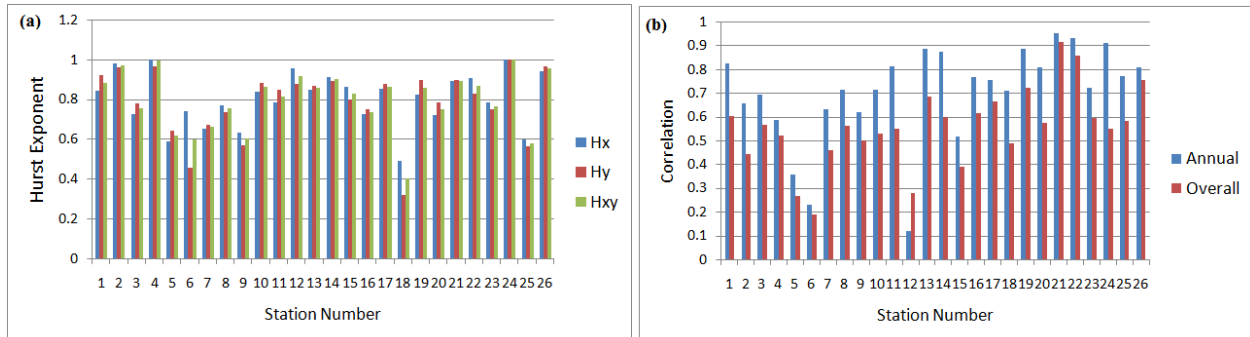 (a)
1.2
1
0.8
0.6
0.4
0.2
0
Hurst Exponent
1 2 3 4 5 6 7 8 9 10 11 12 13 14 15 16 17 18 19 20 21 22 23 24 25 26
Station Number
Hx
Hy
Hxy
(b)
1
0.9
0.8
0.7
0.6
0.5
0.4
0.3
0.2
0.1
0
Correlation
1 2 3 4 5 6 7 8 9 10 11 12 13 14 15 16 17 18 19 20 21 22 23 24 25 26
Station Number
Annual
Overall